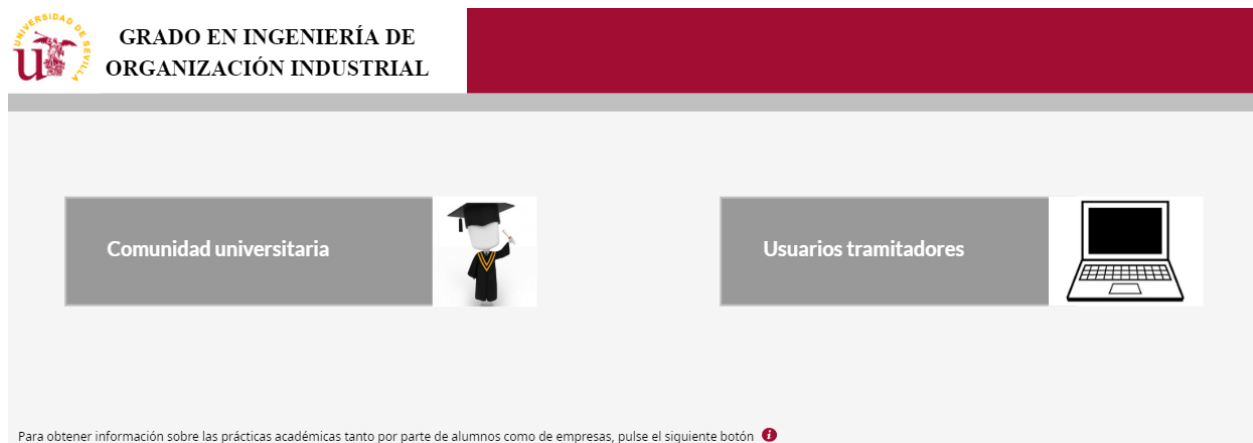 UNIVERSIDAD DE SEVILLA
GRADO EN INGENIERÍA DE
ORGANIZACIÓN INDUSTRIAL
Comunidad universitaria
Usuarios tramitadores
Para obtener información sobre las prácticas académicas tanto por parte de alumnos como de empresas, pulse el siguiente botón i